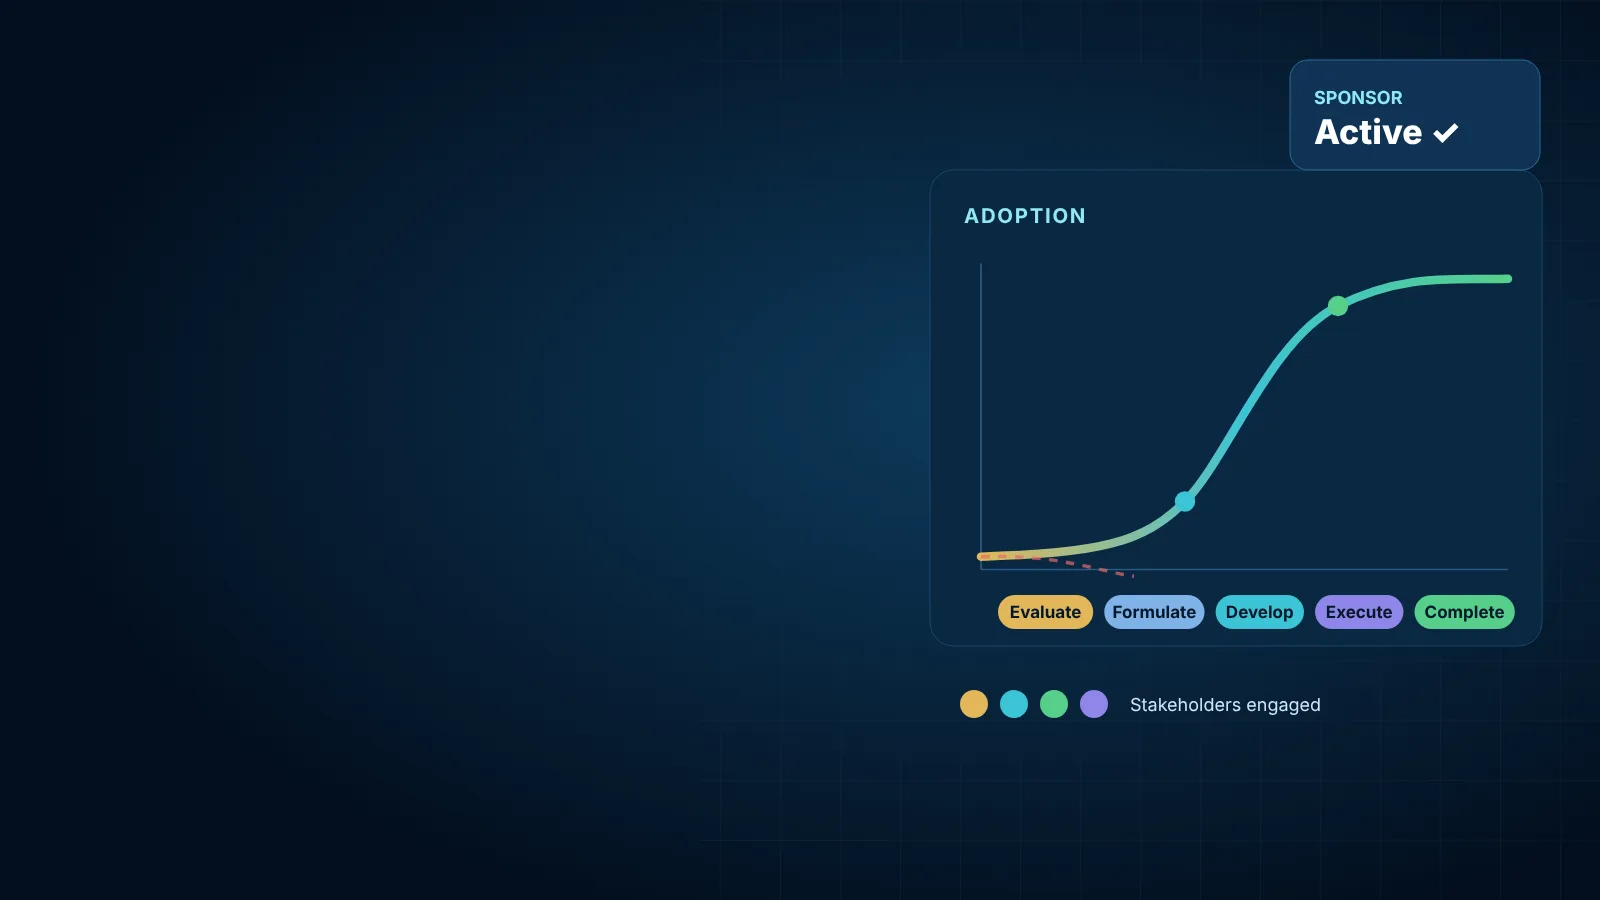 SPONSOR
Active ✓
ADOPTION
Evaluate Formulate Develop Execute Complete
Stakeholders engaged